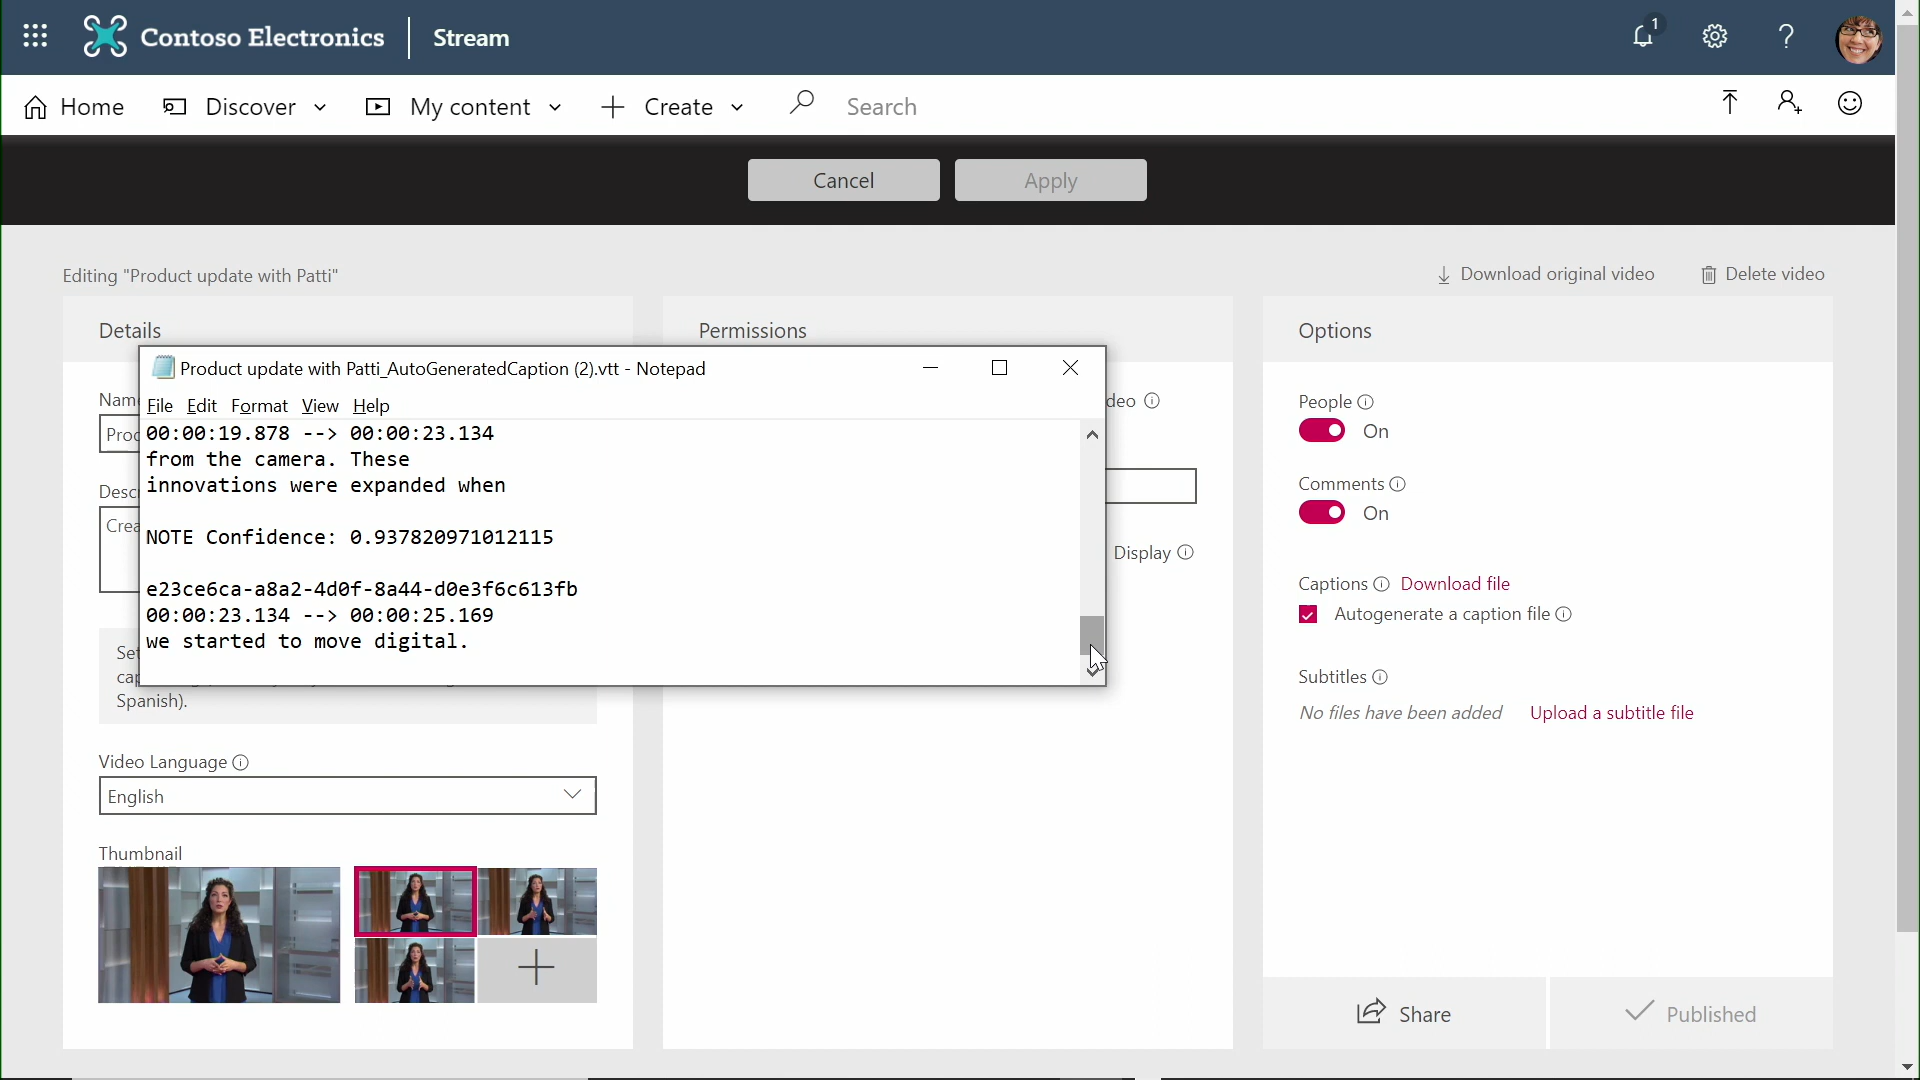 Contoso Electronics
Stream
1
?
Home
Discover
My content
Create
Search
Cancel
Apply
Editing "Product update with Patti"
Download original video
Delete video
Details
Permissions
Options
Product update with Patti_AutoGeneratedCaption (2).vtt - Notepad
File Edit Format View Help
00:00:19.878 --> 00:00:23.134
from the camera. These
innovations were expanded when
NOTE Confidence: 0.937820971012115
e23ce6ca-a8a2-4d0f-8a44-d0e3f6c613fb
00:00:23.134 --> 00:00:25.169
we started to move digital.
Spanish).
Video Language
English
Thumbnail
Display
People
On
Comments
On
Captions Download file
Autogenerate a caption file
Subtitles
No files have been added Upload a subtitle file
Share
Published